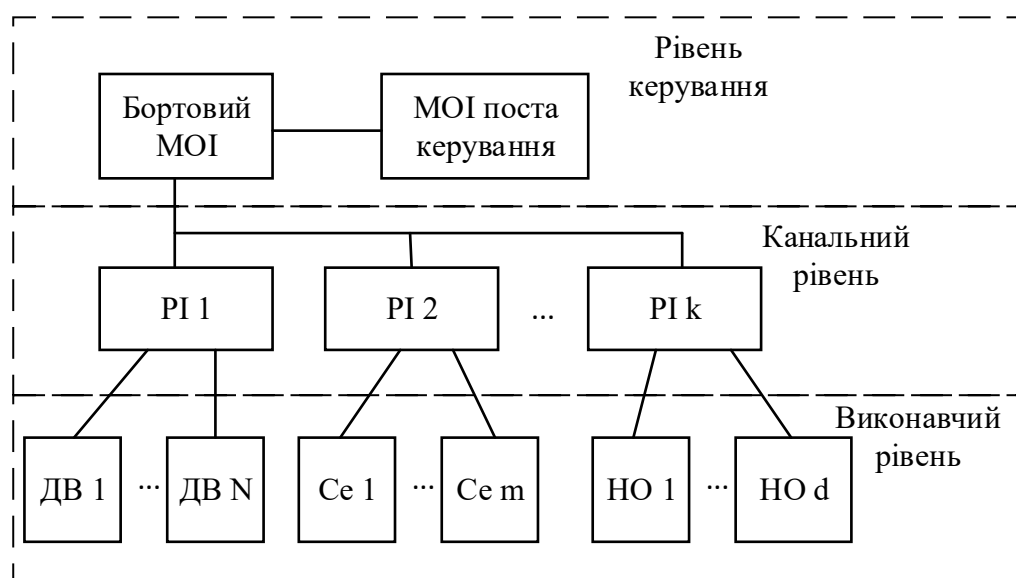 Рівень
керування
Бортовий
МОІ
МОІ поста
керування
Канальний
рівень
РІ 1
РІ 2
...
РІ k
Виконавчий
рівень
ДВ 1
...
ДВ N
Се 1
...
Се m
НО 1
...
НО d